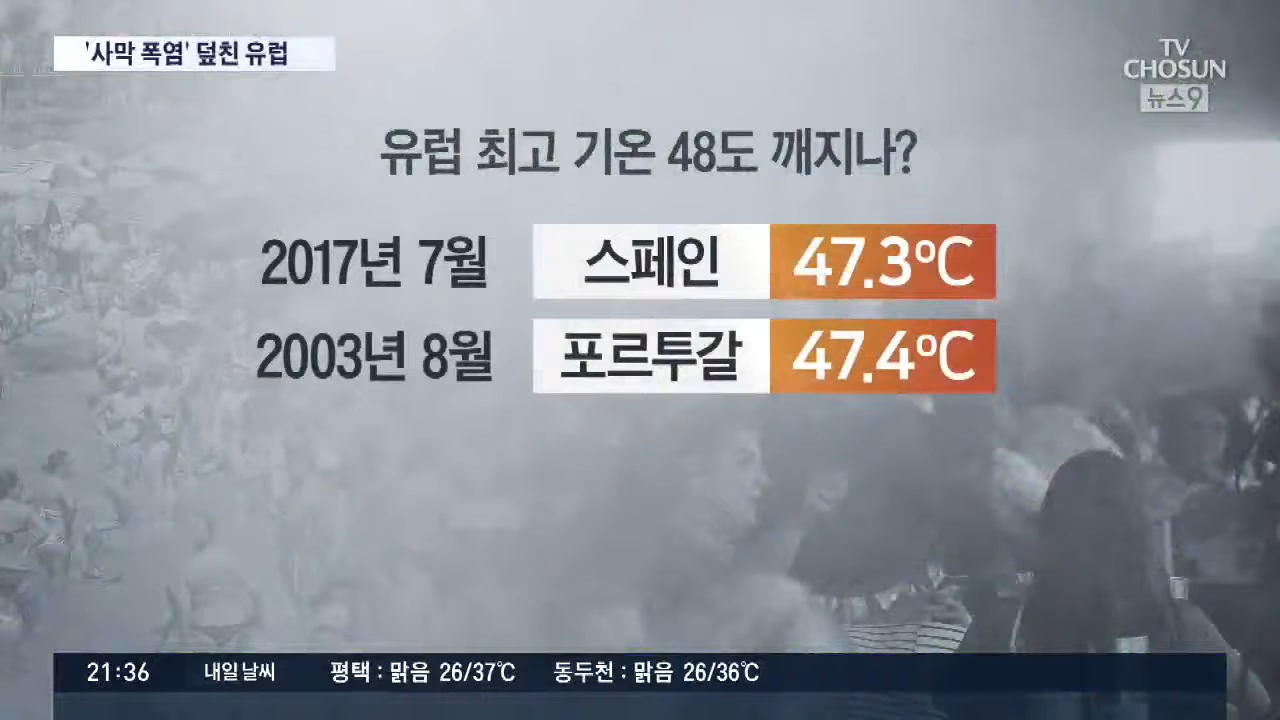 '사막 폭염' 덮친 유럽
TV
CHOSUN
뉴스9
유럽 최고 기온 48도 깨지나?
2017년 7월 스페인 47.3℃
2003년 8월 포르투갈 47.4℃
21:36 내일 날씨 평택 : 맑음 26/37℃ 동두천 : 맑음 26/36℃